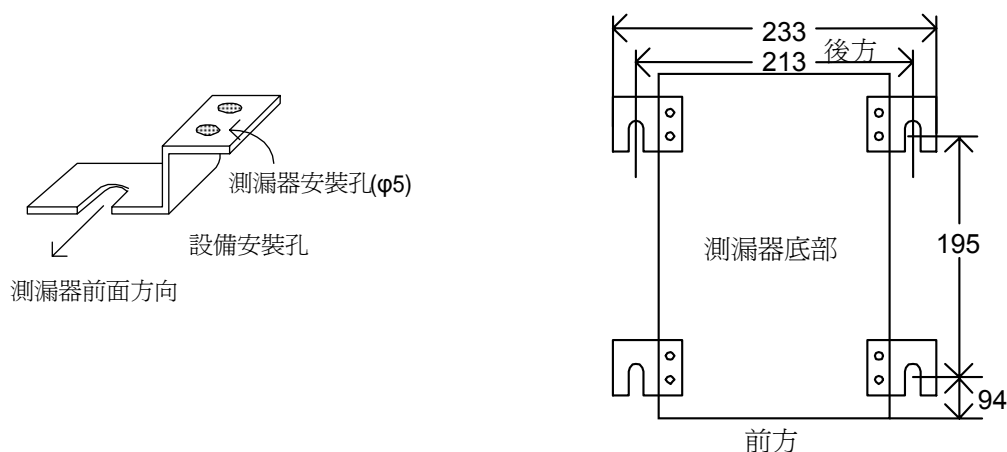 測漏器安裝孔(φ5)
設備安裝孔
測漏器前面方向
233
後方
213
測漏器底部
195
94
前方